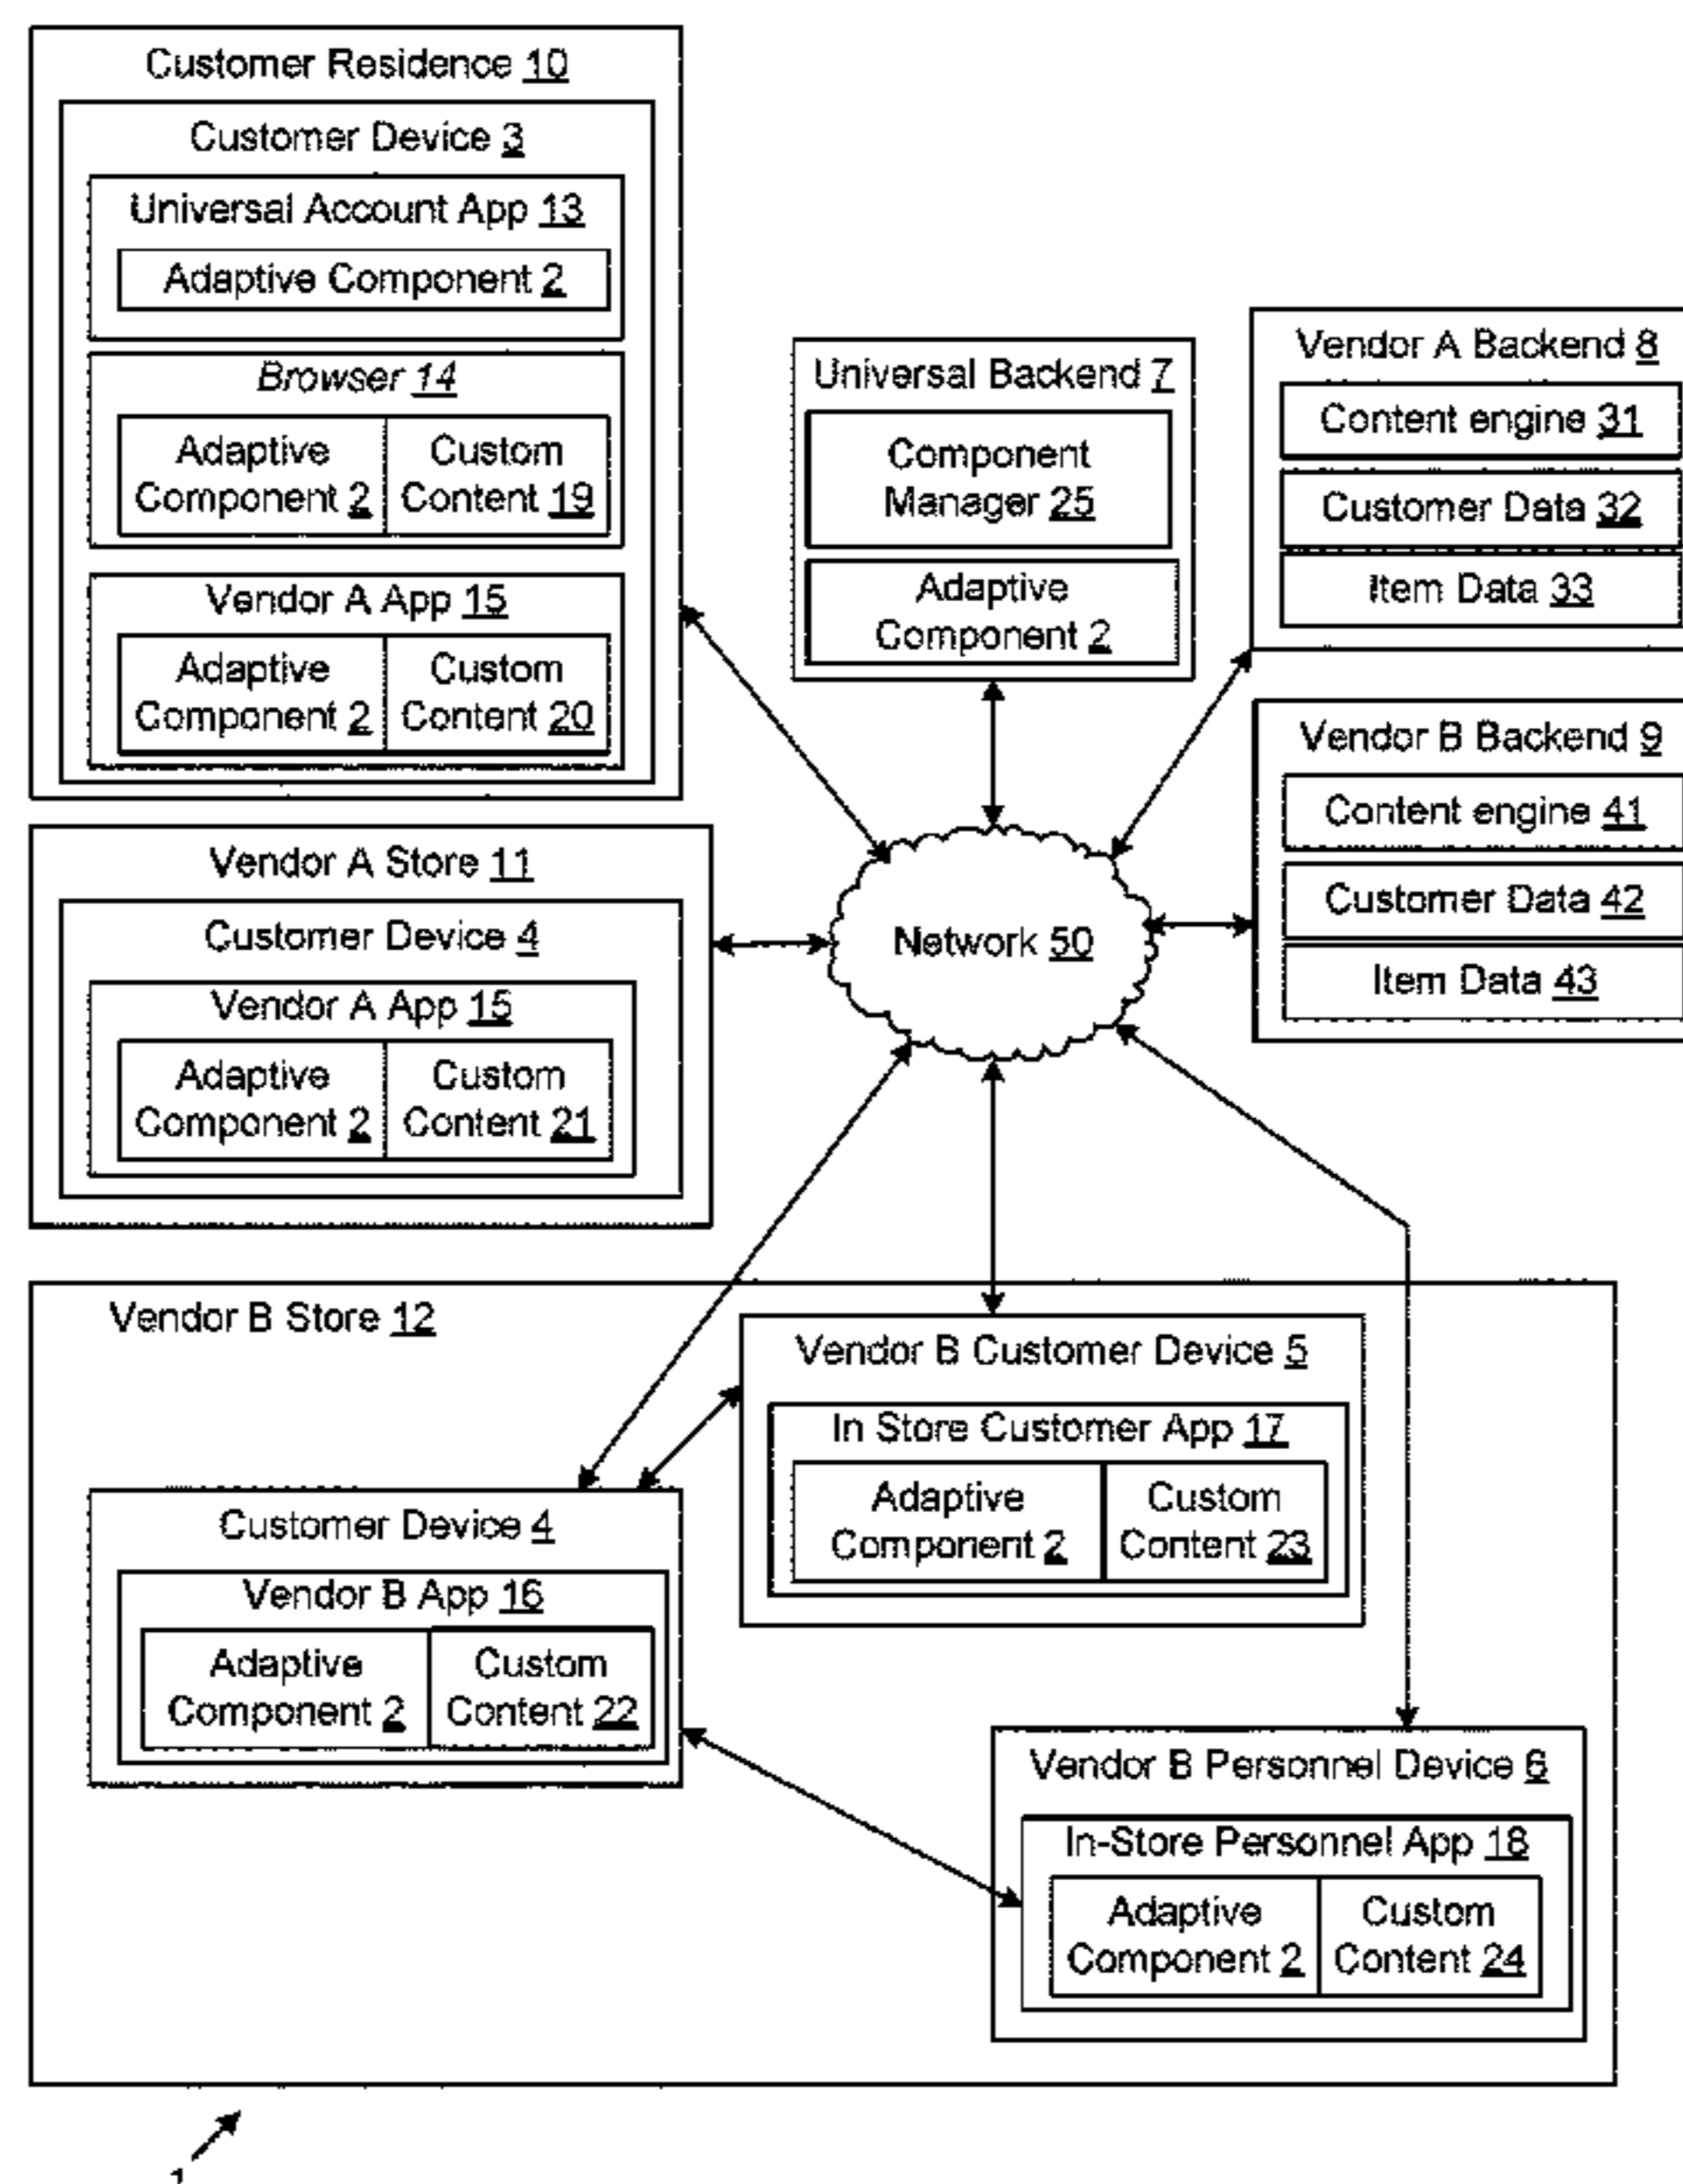 Customer Residence 10
Customer Device 3
Universal Account App 13
Adaptive Component 2
Browser 14
Adaptive
Component 2
Custom
Content 19
Vendor A App 15
Adaptive
Component 2
Custom
Content 20
Universal Backend 7
Component
Manager 25
Adaptive
Component 2
Vendor A Backend 8
Content engine 31
Customer Data 32
Item Data 33
Vendor B Backend 9
Content engine 41
Customer Data 42
Item Data 43
Network 50
Vendor A Store 11
Customer Device 4
Vendor A App 15
Adaptive
Component 2
Custom
Content 21
Vendor B Store 12
Vendor B Customer Device 5
In Store Customer App 17
Adaptive
Component 2
Custom
Content 23
Customer Device 4
Vendor B App 16
Adaptive
Component 2
Custom
Content 22
Vendor B Personnel Device 6
In-Store Personnel App 18
Adaptive
Component 2
Custom
Content 24
1